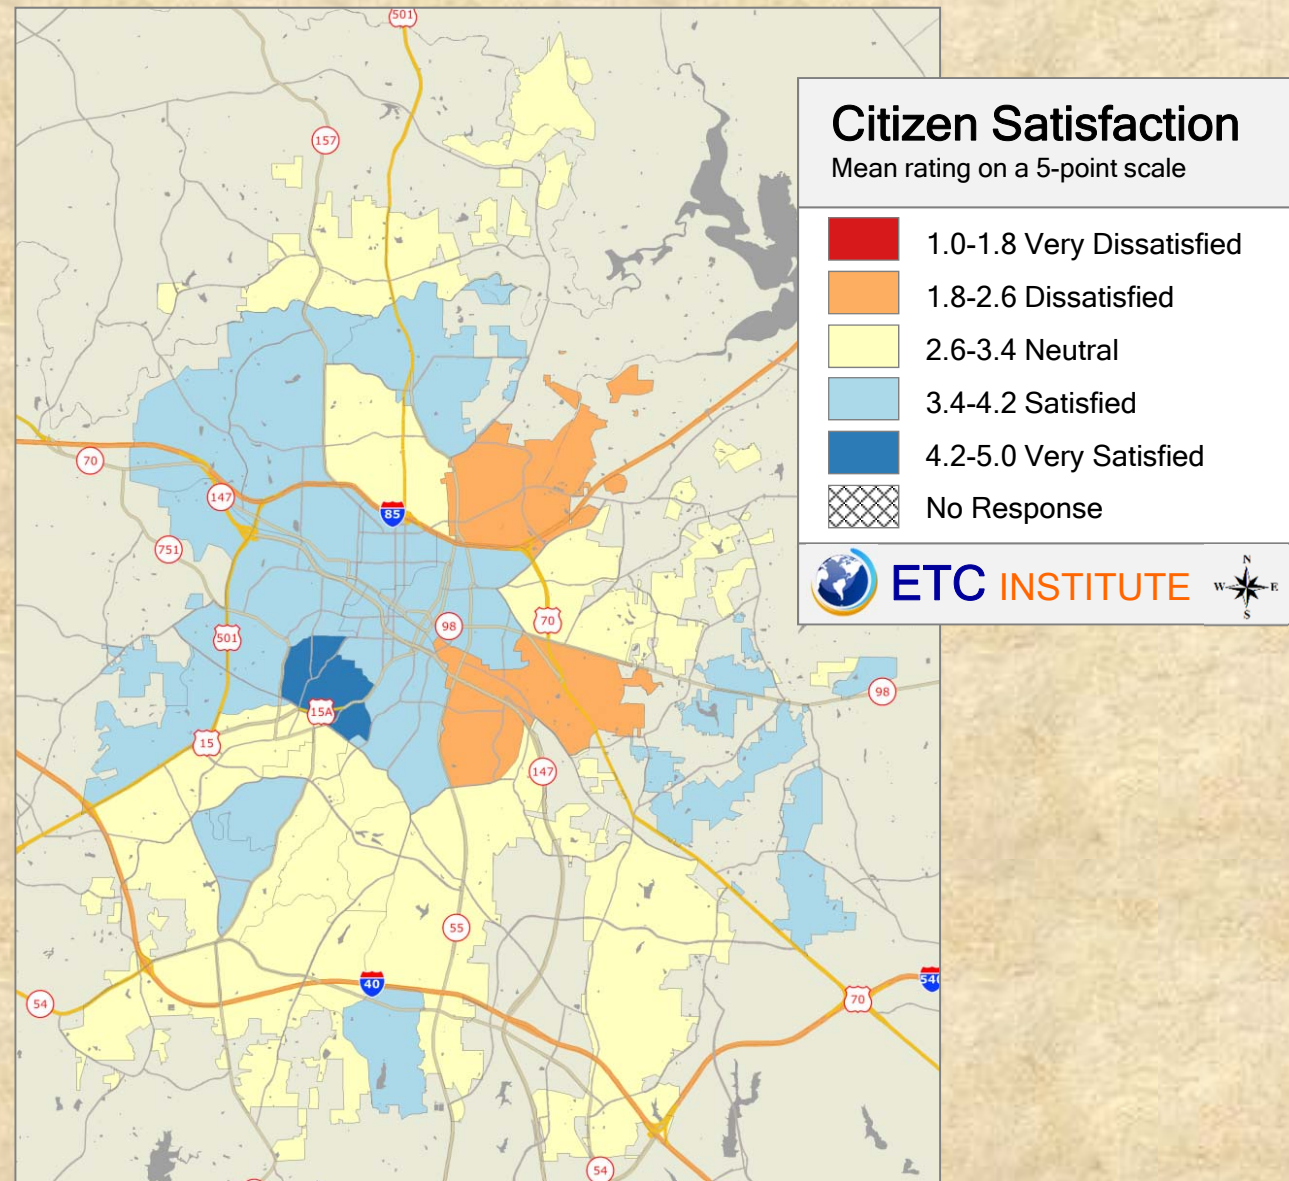 501
157
Citizen Satisfaction
Mean rating on a 5-point scale
1.0-1.8 Very Dissatisfied
1.8-2.6 Dissatisfied
2.6-3.4 Neutral
3.4-4.2 Satisfied
4.2-5.0 Very Satisfied
No Response
ETC INSTITUTE
N
W
E
S
70
147
85
751
70
98
501
98
15A
15
147
55
40
540
70
54
54